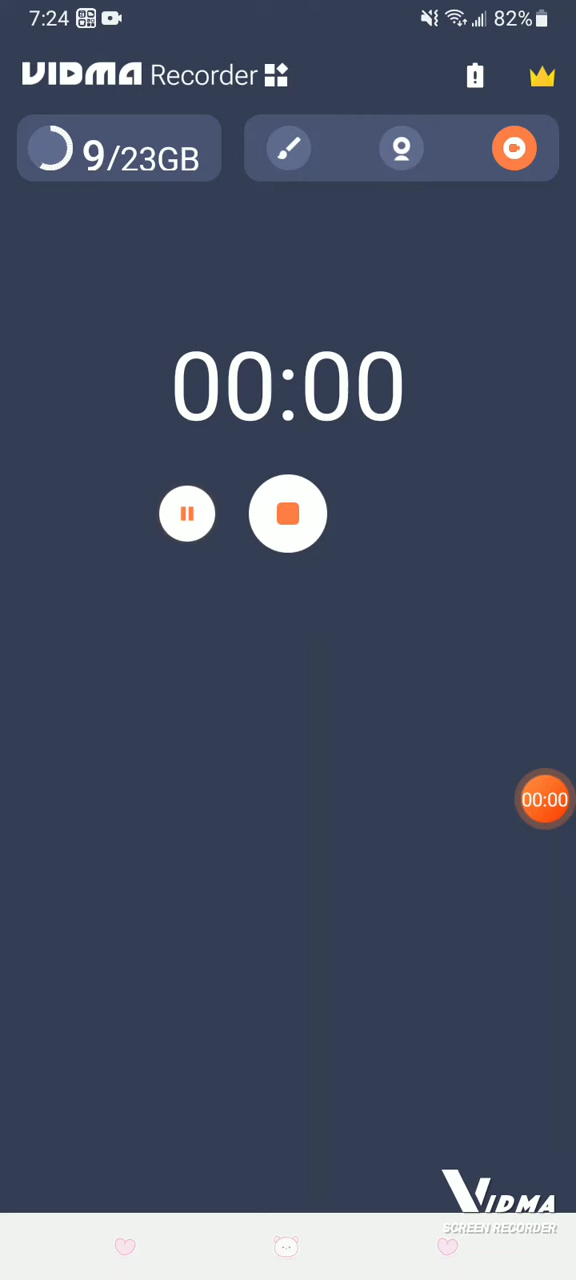 7:24
82%
VIDMA Recorder
9/23GB
00:00
00:00
VIDMA
SCREEN RECORDER